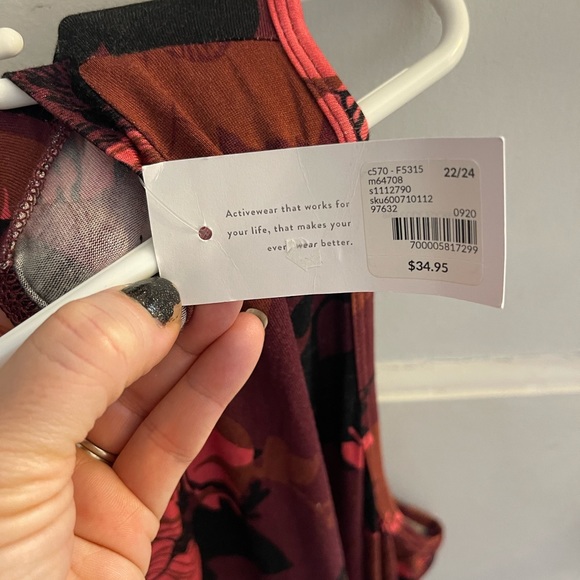 Activewear that works for
your life, that makes your
wear better.
c570 - F5315
22/24
m64708
s1112790
sku600710112
97632
0920
700005817299
$34.95